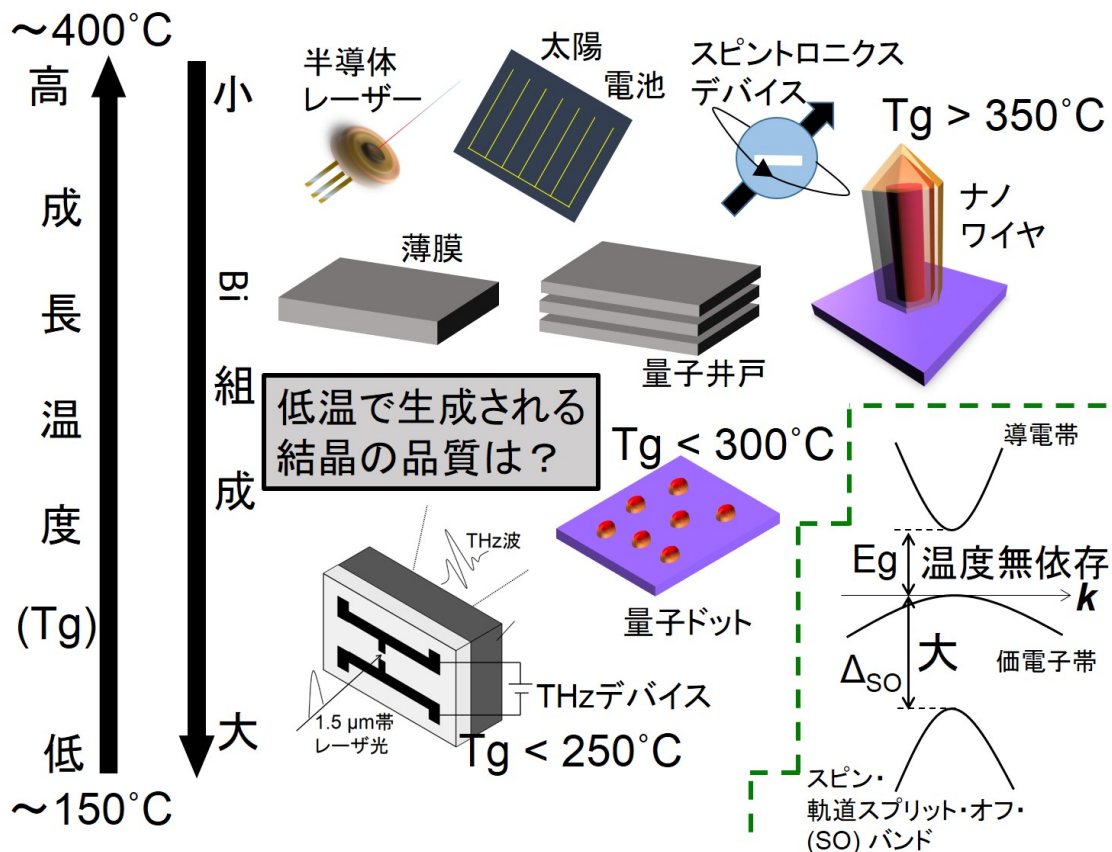 ～400˚C
高
成
長
温
度
(Tg)
低
～150˚C
小
Bi
組
成
大
半導体
レーザー
太陽
電池
スピントロニクス
デバイス
Tg > 350˚C
ナノ
ワイヤ
薄膜
量子井戸
低温で生成される
結晶の品質は？
Tg < 300˚C
量子ドット
THz波
THzデバイス
1.5 μm帯
レーザ光
Tg < 250˚C
導電帯
Eg
温度無依存
k
大
価電子帯
ΔSO
スピン・
軌道スプリット・オフ・
(SO) バンド